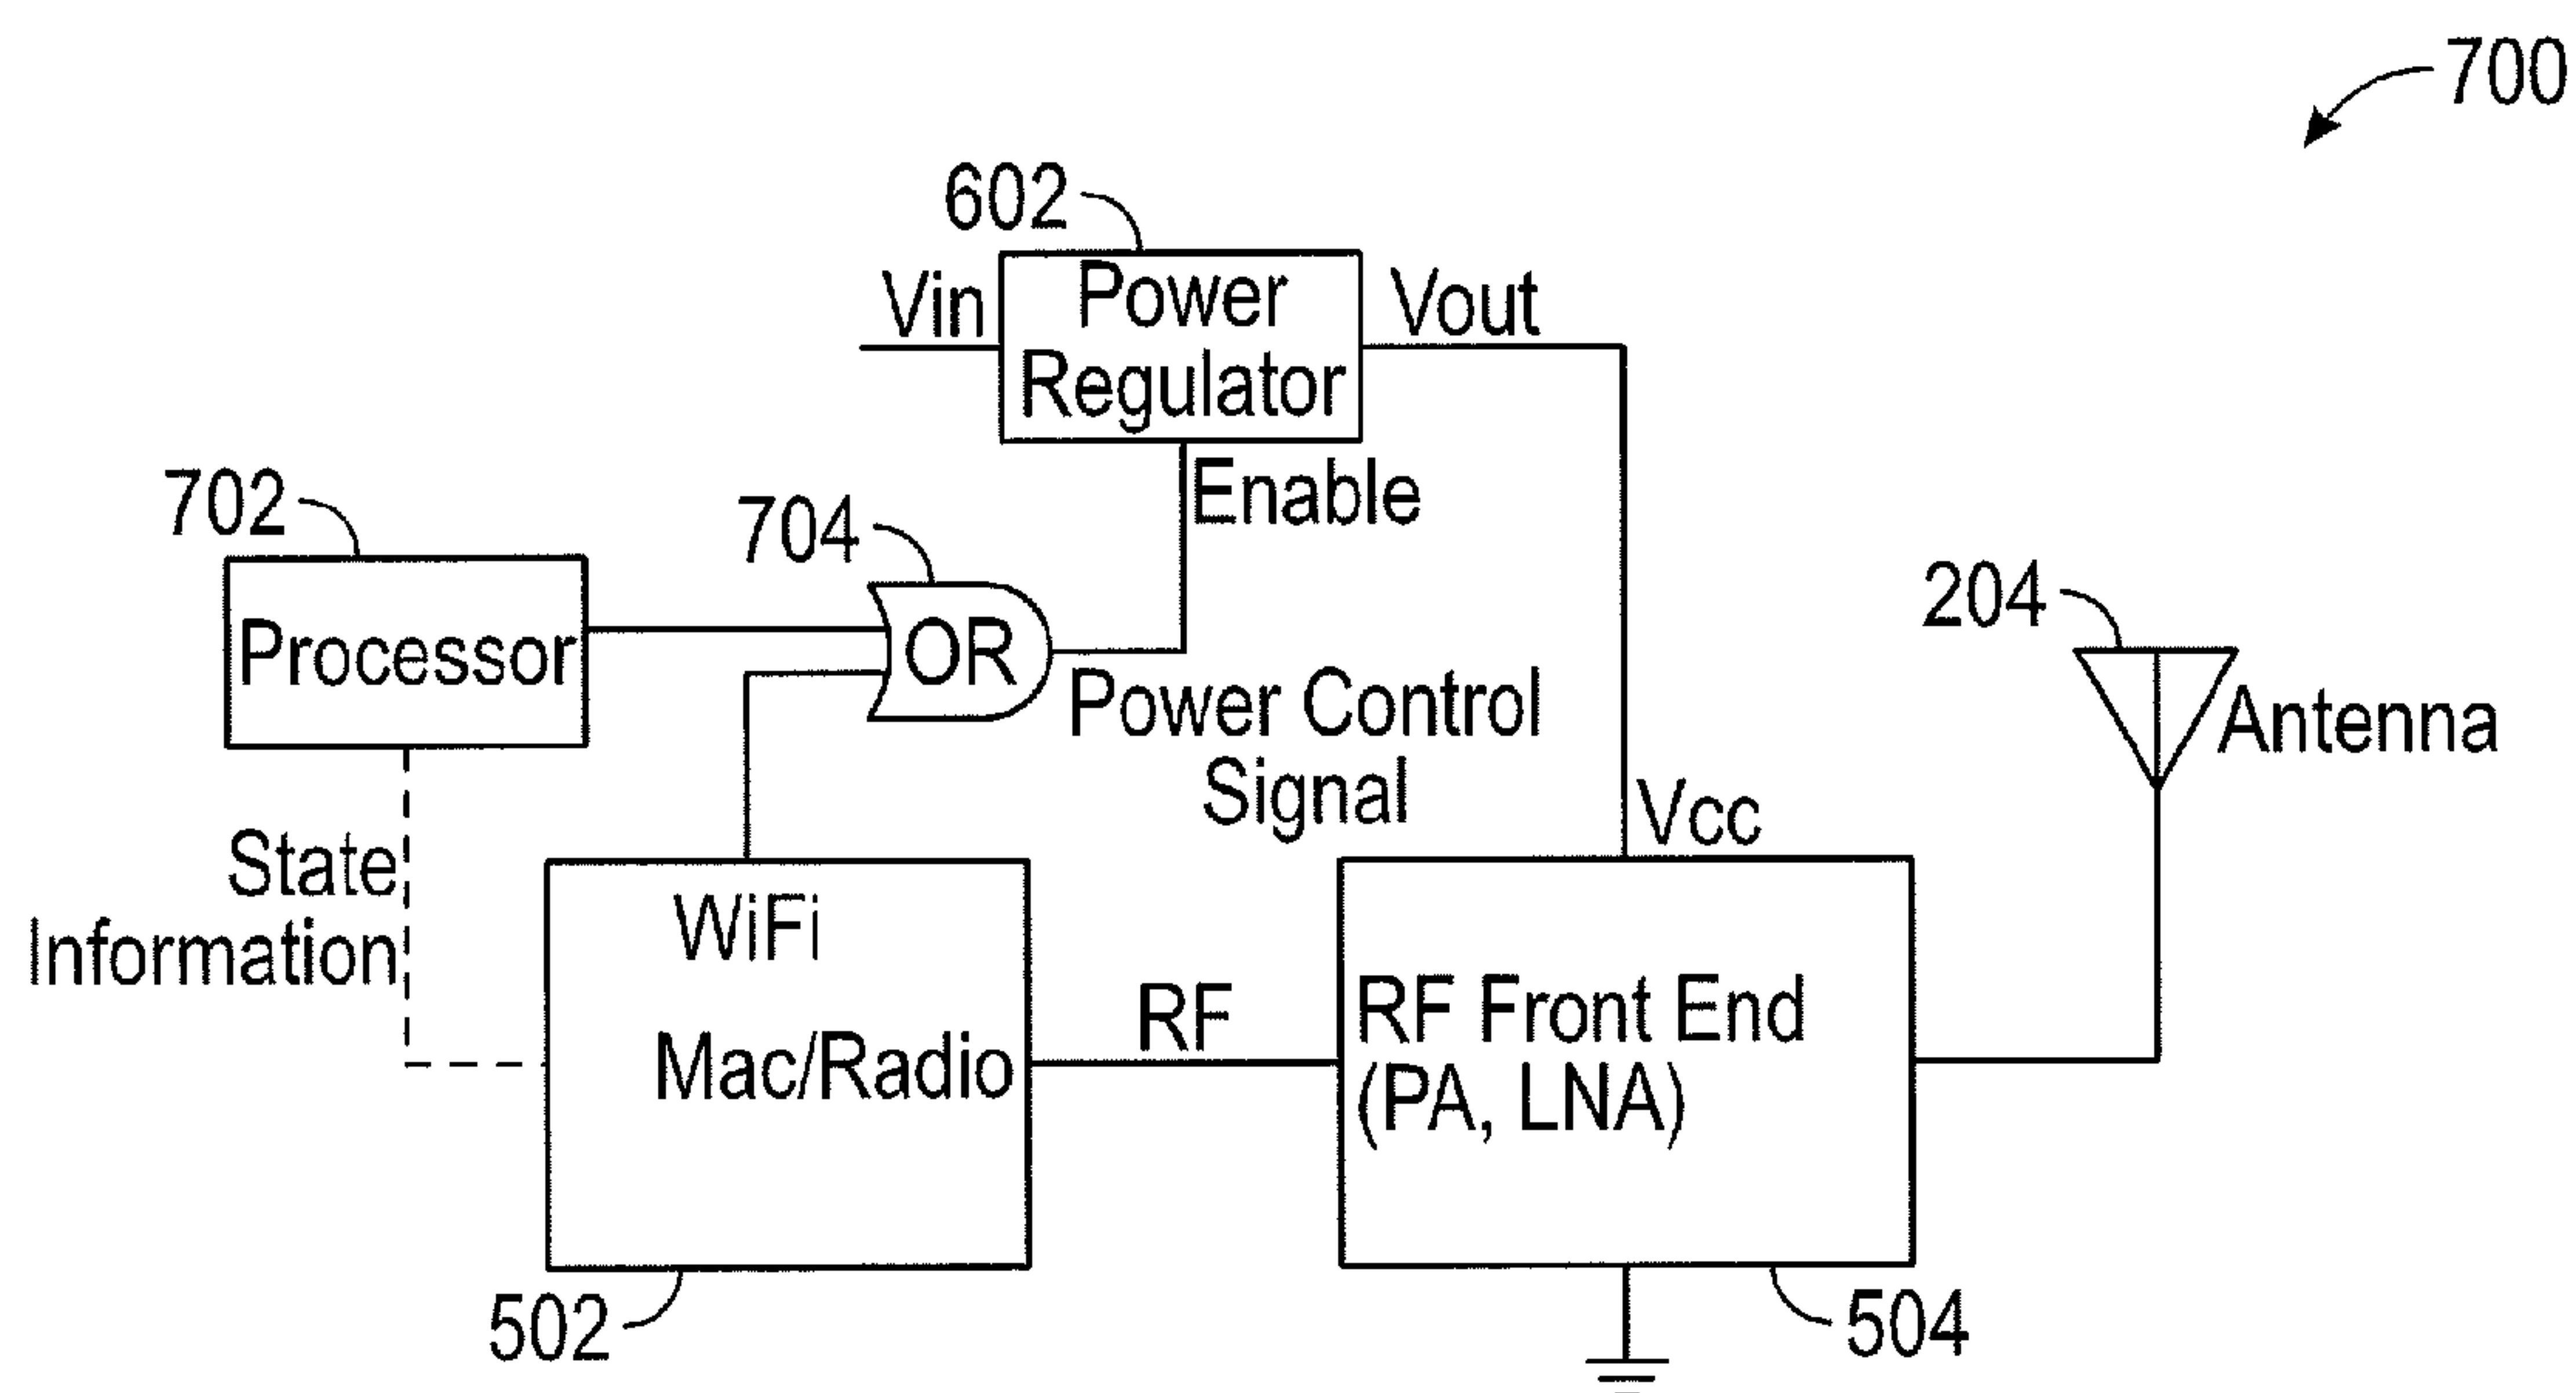 700
602
Vin
Power
Regulator
Vout
Enable
702
704
Processor
OR
Power Control
Signal
204
Antenna
State
Information
Vcc
WiFi
Mac/Radio
RF
RF Front End
(PA, LNA)
502
504